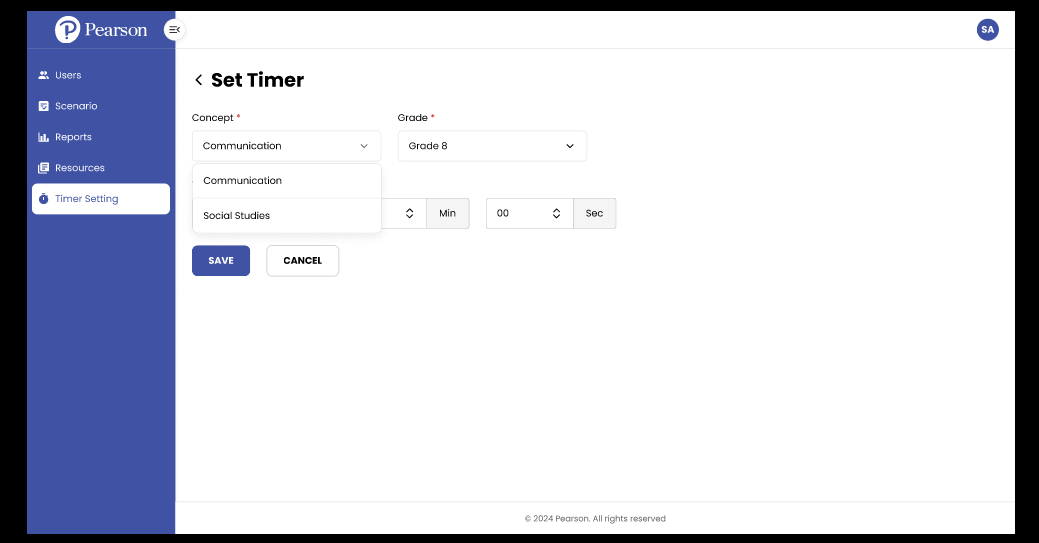 Pearson
SA
Users
Scenario
Reports
Resources
Timer Setting
Set Timer
Concept *
Grade *
Communication
Grade 8
Communication
Social Studies
Min
00
Sec
SAVE
CANCEL
© 2024 Pearson. All rights reserved